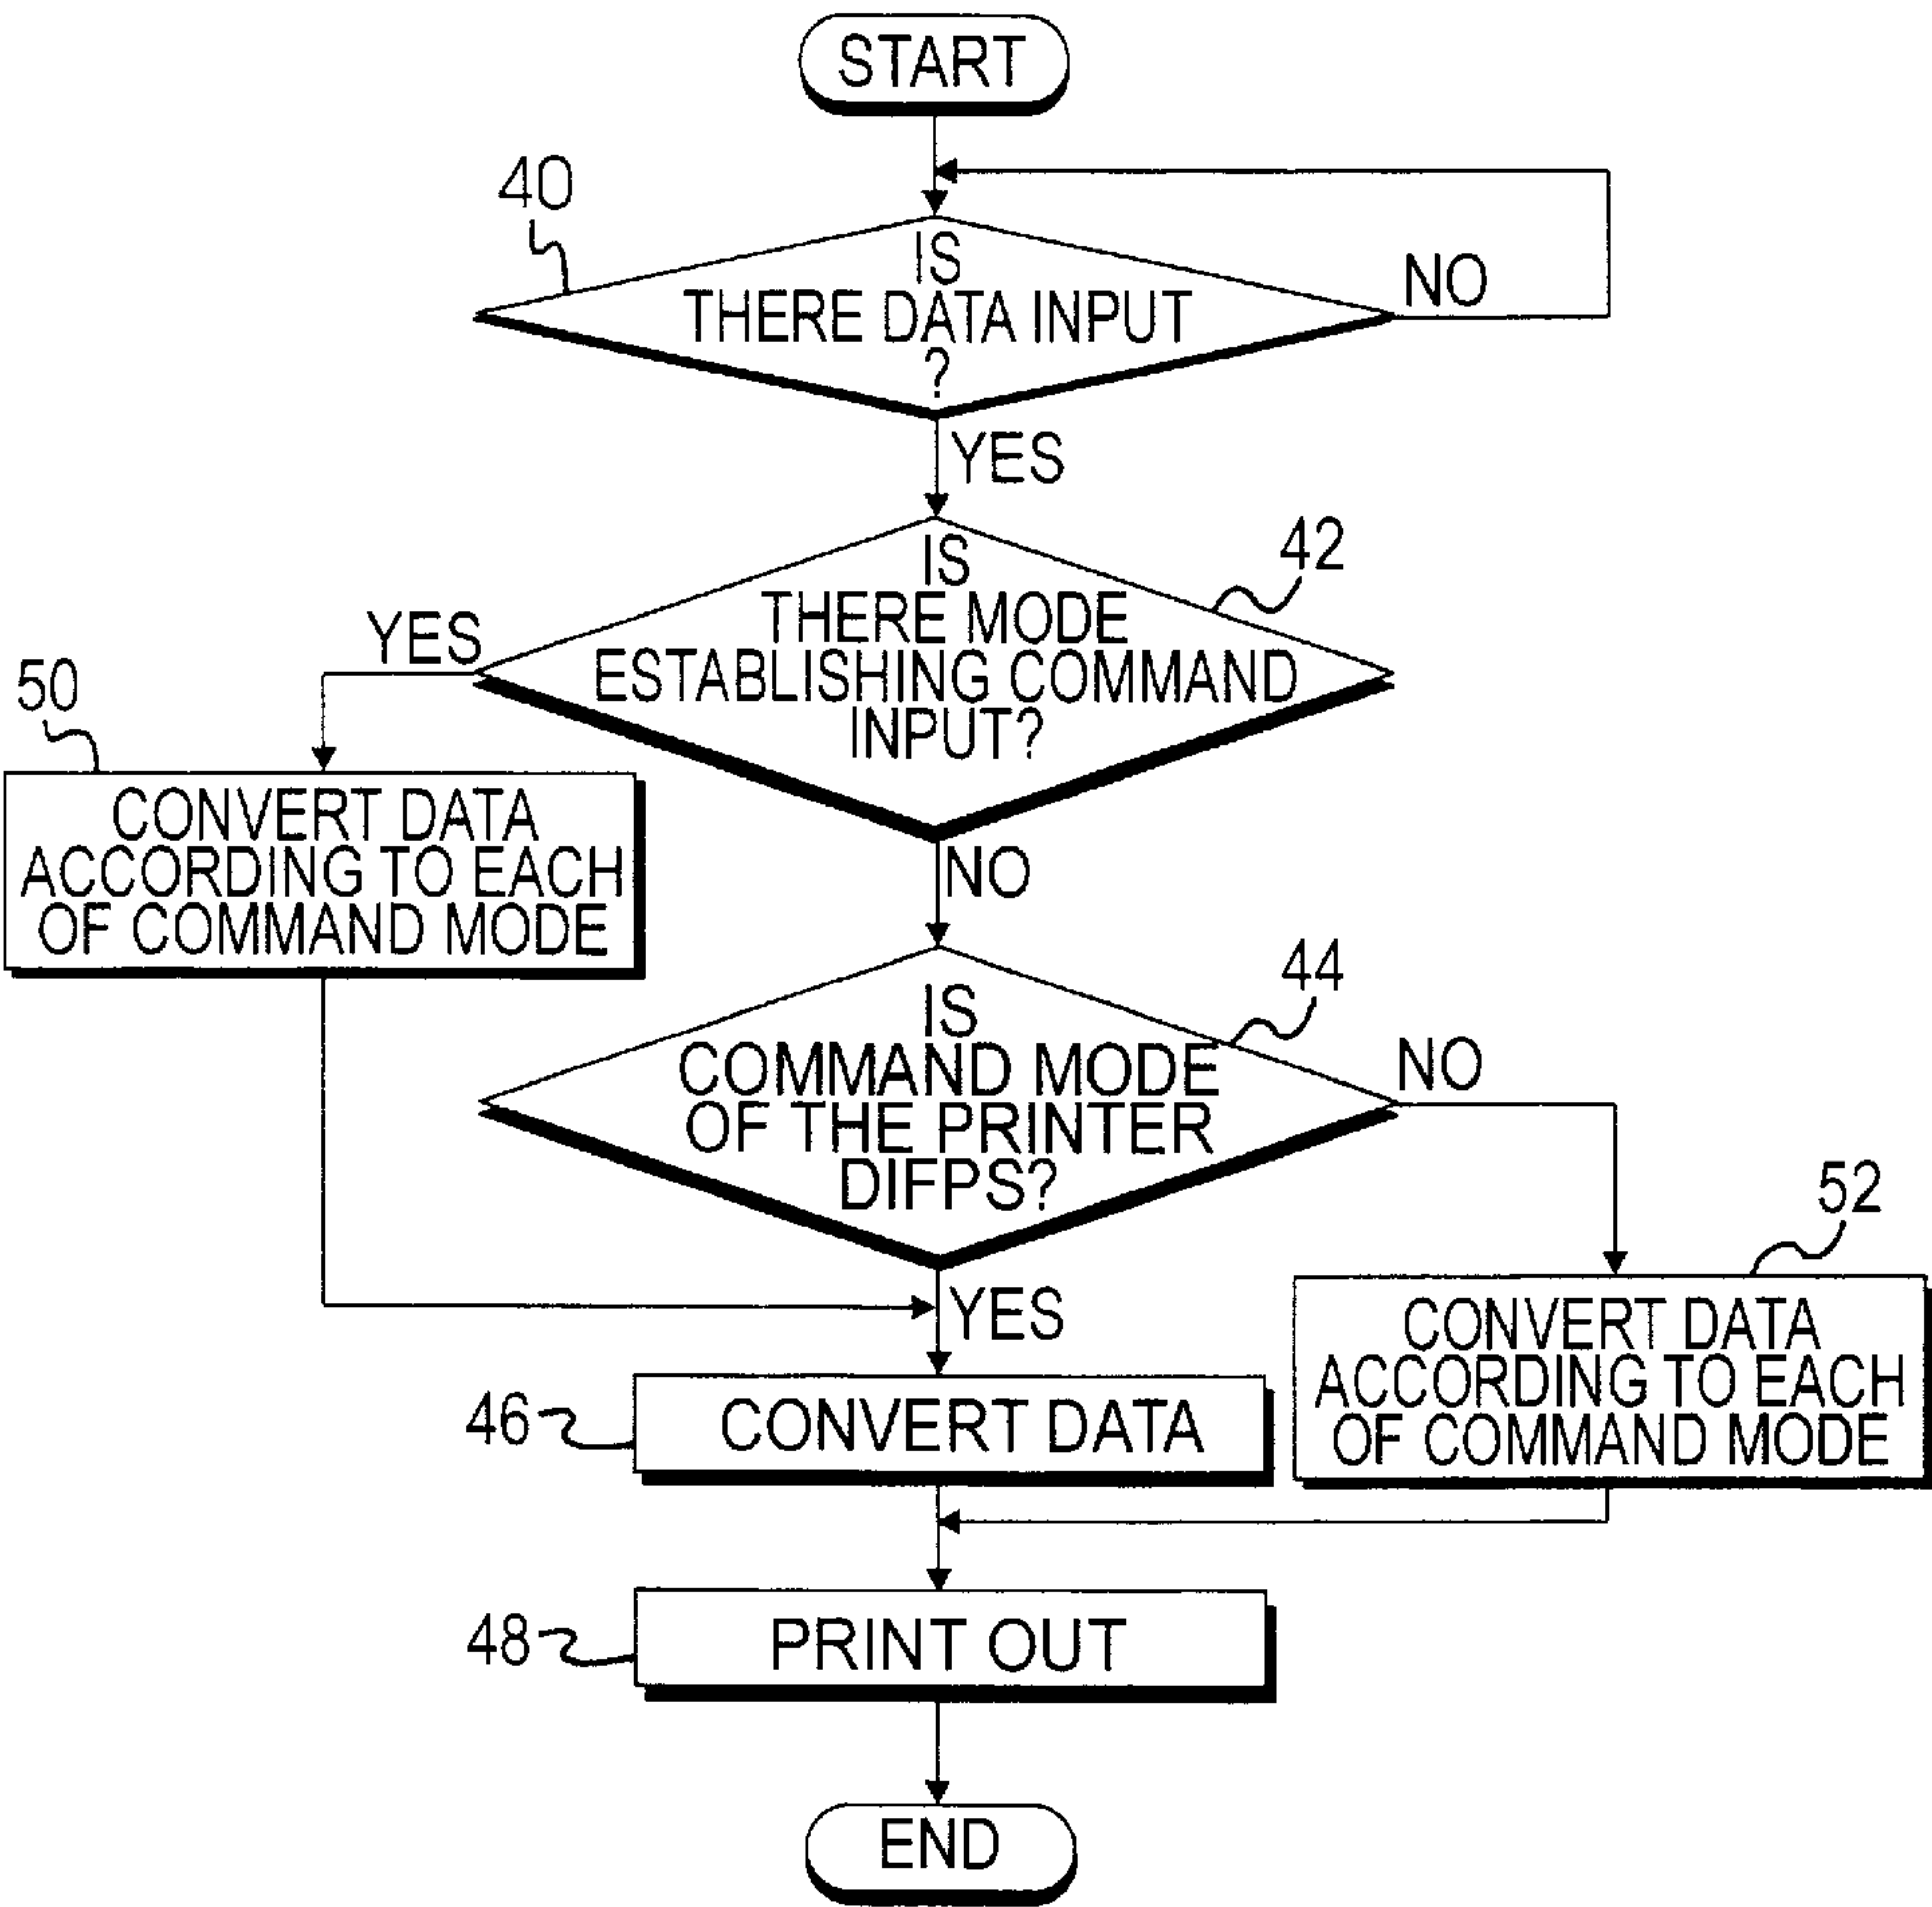 START
40
IS
THERE DATA INPUT
?
NO
YES
42
IS
THERE MODE
ESTABLISHING COMMAND
INPUT?
YES
50
CONVERT DATA
ACCORDING TO EACH
OF COMMAND MODE
NO
44
IS
COMMAND MODE
OF THE PRINTER
DIFPS?
NO
52
YES
CONVERT DATA
ACCORDING TO EACH
OF COMMAND MODE
46
CONVERT DATA
48
PRINT OUT
END